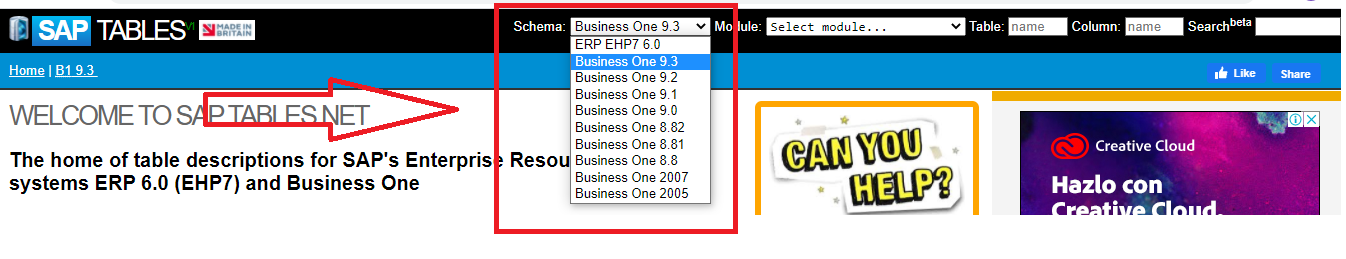 SAP TABLES V1 MADE IN BRITAIN Schema: Business One 9.3 Module: Select module... Table: name Column: name Search beta
ERP EHP7 6.0
Business One 9.3
Business One 9.2
Business One 9.1
Business One 9.0
Business One 8.82
Business One 8.81
Business One 8.8
Business One 2007
Business One 2005
Home | B1 9.3 Like Share
WELCOME TO SAP TABLES.NET
The home of table descriptions for SAP's Enterprise Resou
systems ERP 6.0 (EHP7) and Business One
CAN YOU
HELP?
Creative Cloud
Hazlo con
Creative Cloud.